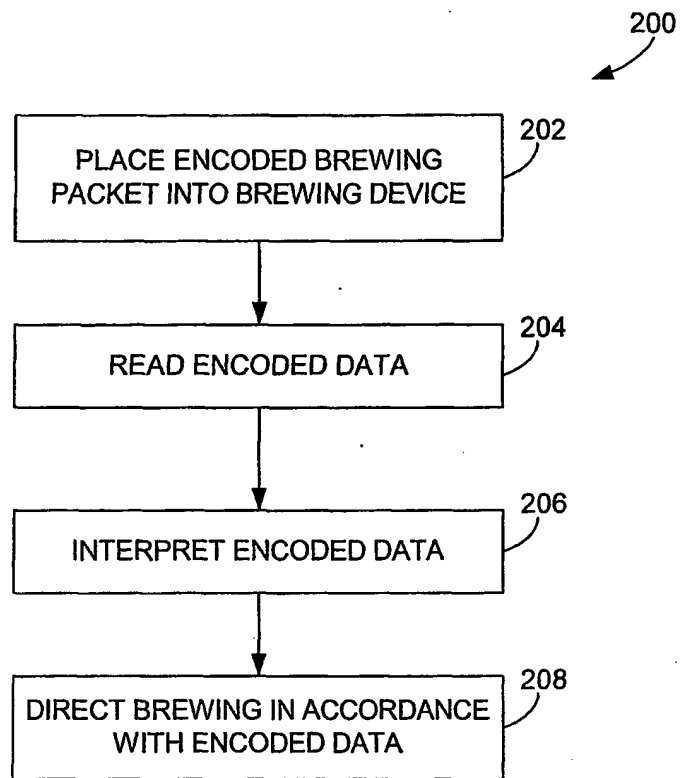 200
202
PLACE ENCODED BREWING
PACKET INTO BREWING DEVICE
204
READ ENCODED DATA
206
INTERPRET ENCODED DATA
208
DIRECT BREWING IN ACCORDANCE
WITH ENCODED DATA